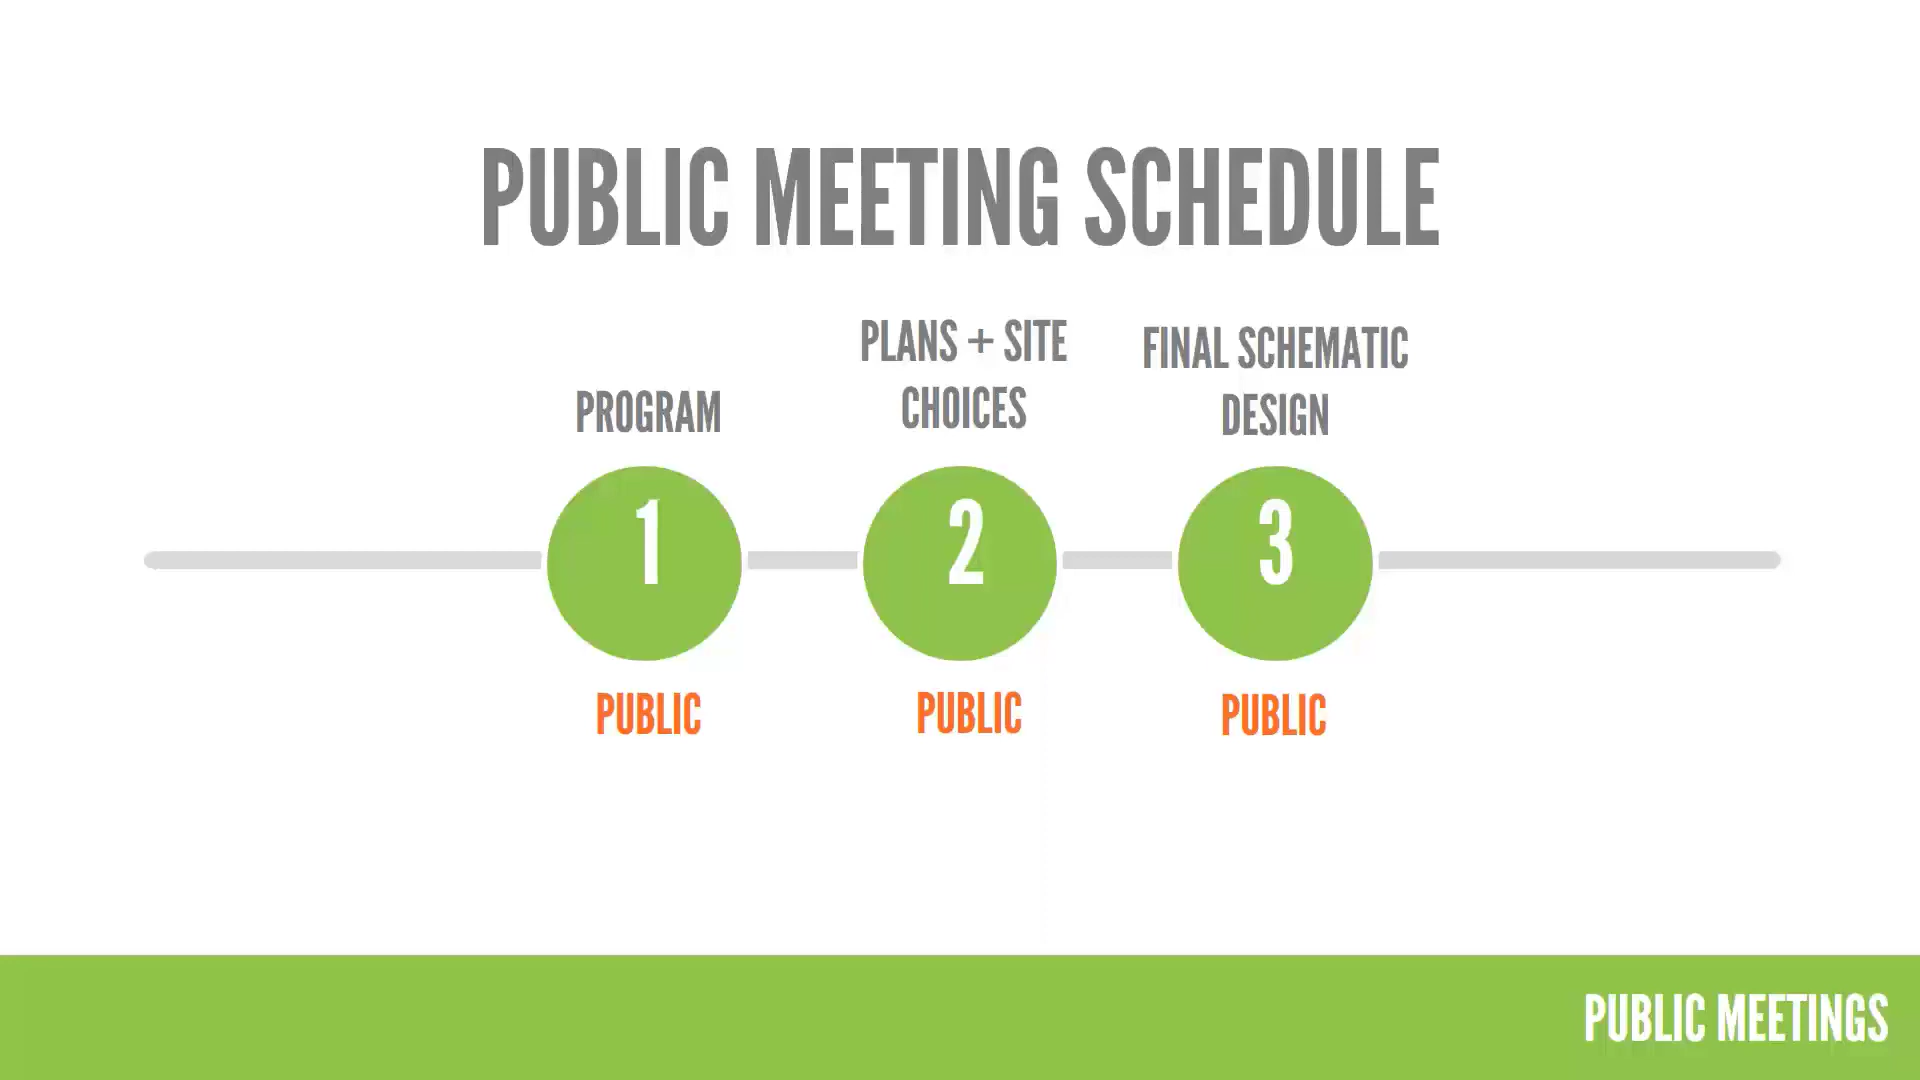 PUBLIC MEETING SCHEDULE
PROGRAM
PLANS + SITE
CHOICES
FINAL SCHEMATIC
DESIGN
1
2
3
PUBLIC
PUBLIC
PUBLIC
PUBLIC MEETINGS